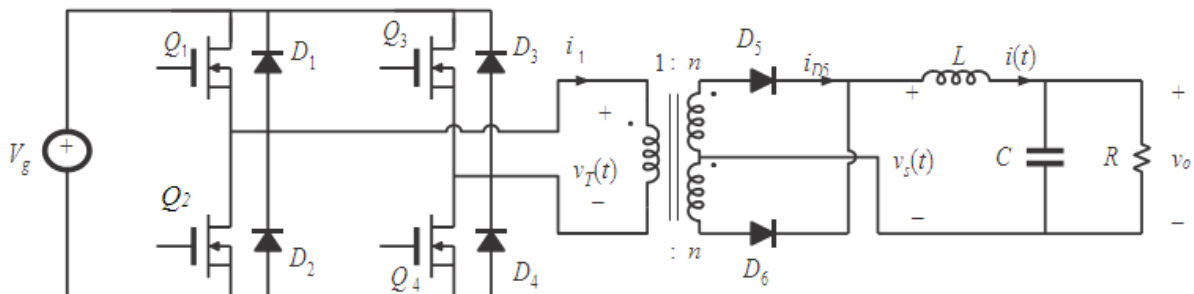 Q1
D1
Q3
D3
i1
1 : n
D5
iD5
L
i(t)
+
Vg
+
vT(t)
−
+
vs(t)
−
C
R
+
vo
−
Q2
D2
Q4
D4
: n
D6